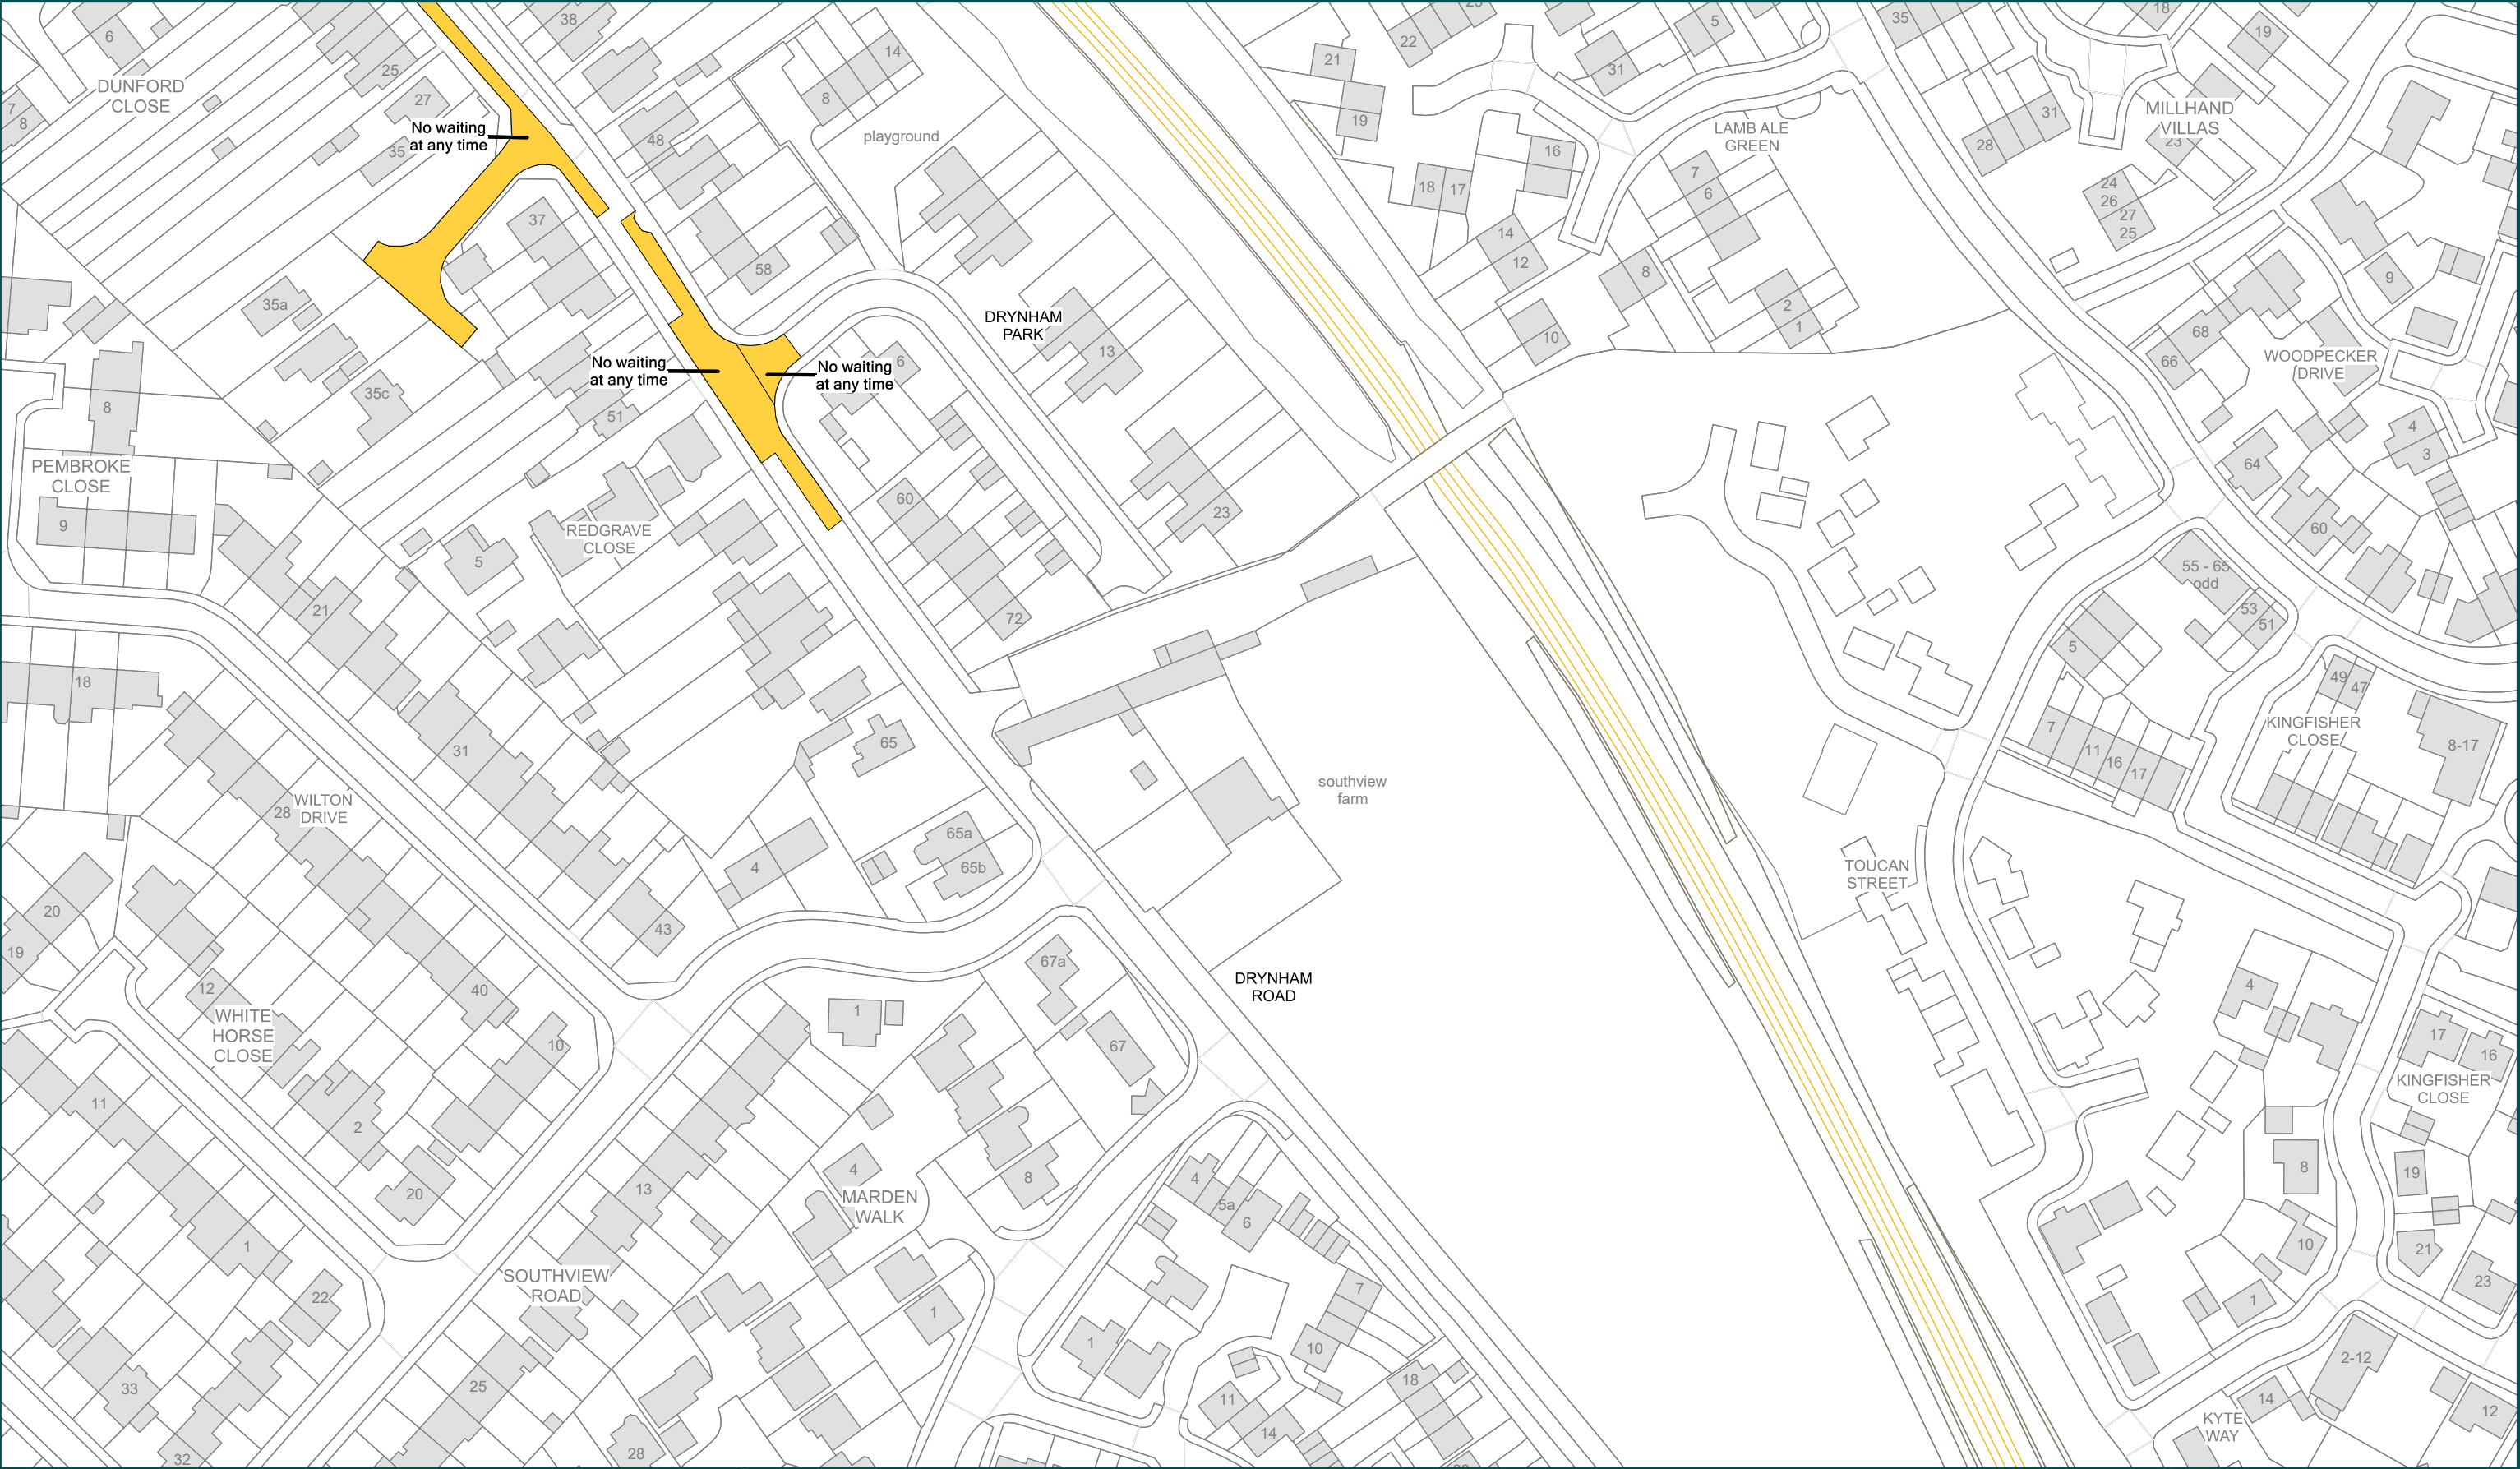 38
23
22
5
35
18
19
6
25
14
21
31
DUNFORD
CLOSE
27
8
19
31
MILLHAND
VILLAS
7
8
No waiting
at any time
48
playground
LAMB ALE
GREEN
28
23
35
16
7
6
18
17
24
26
27
25
37
58
14
12
8
9
35a
DRYNHAM
PARK
2
1
10
68
66
WOODPECKER
DRIVE
13
No waiting
at any time
No waiting
at any time
6
35c
51
8
4
3
PEMBROKE
CLOSE
64
9
REDGRAVE
CLOSE
60
23
60
5
55 - 65
odd
53
51
21
72
5
18
49
47
31
65
7
11
16
17
KINGFISHER
CLOSE
8-17
28
WILTON
DRIVE
southview
farm
65a
65b
4
TOUCAN
STREET
20
19
43
12
40
67a
DRYNHAM
ROAD
4
1
WHITE
HORSE
CLOSE
10
67
17
16
KINGFISHER
CLOSE
11
2
20
13
4
8
MARDEN
WALK
4
5a
6
8
19
1
10
21
23
SOUTHVIEW
ROAD
22
1
7
1
1
10
2-12
33
25
18
11
14
14
12
KYTE
WAY
32
28